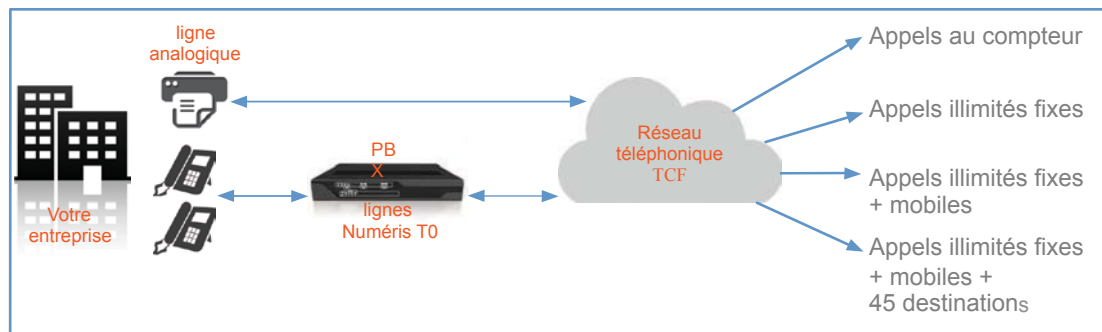 ligne
analogique
Votre
entreprise
PB
X
lignes
Numéris T0
Réseau
téléphonique
TCF
Appels au compteur
Appels illimités fixes
Appels illimités fixes
+ mobiles
Appels illimités fixes
+ mobiles +
45 destinations